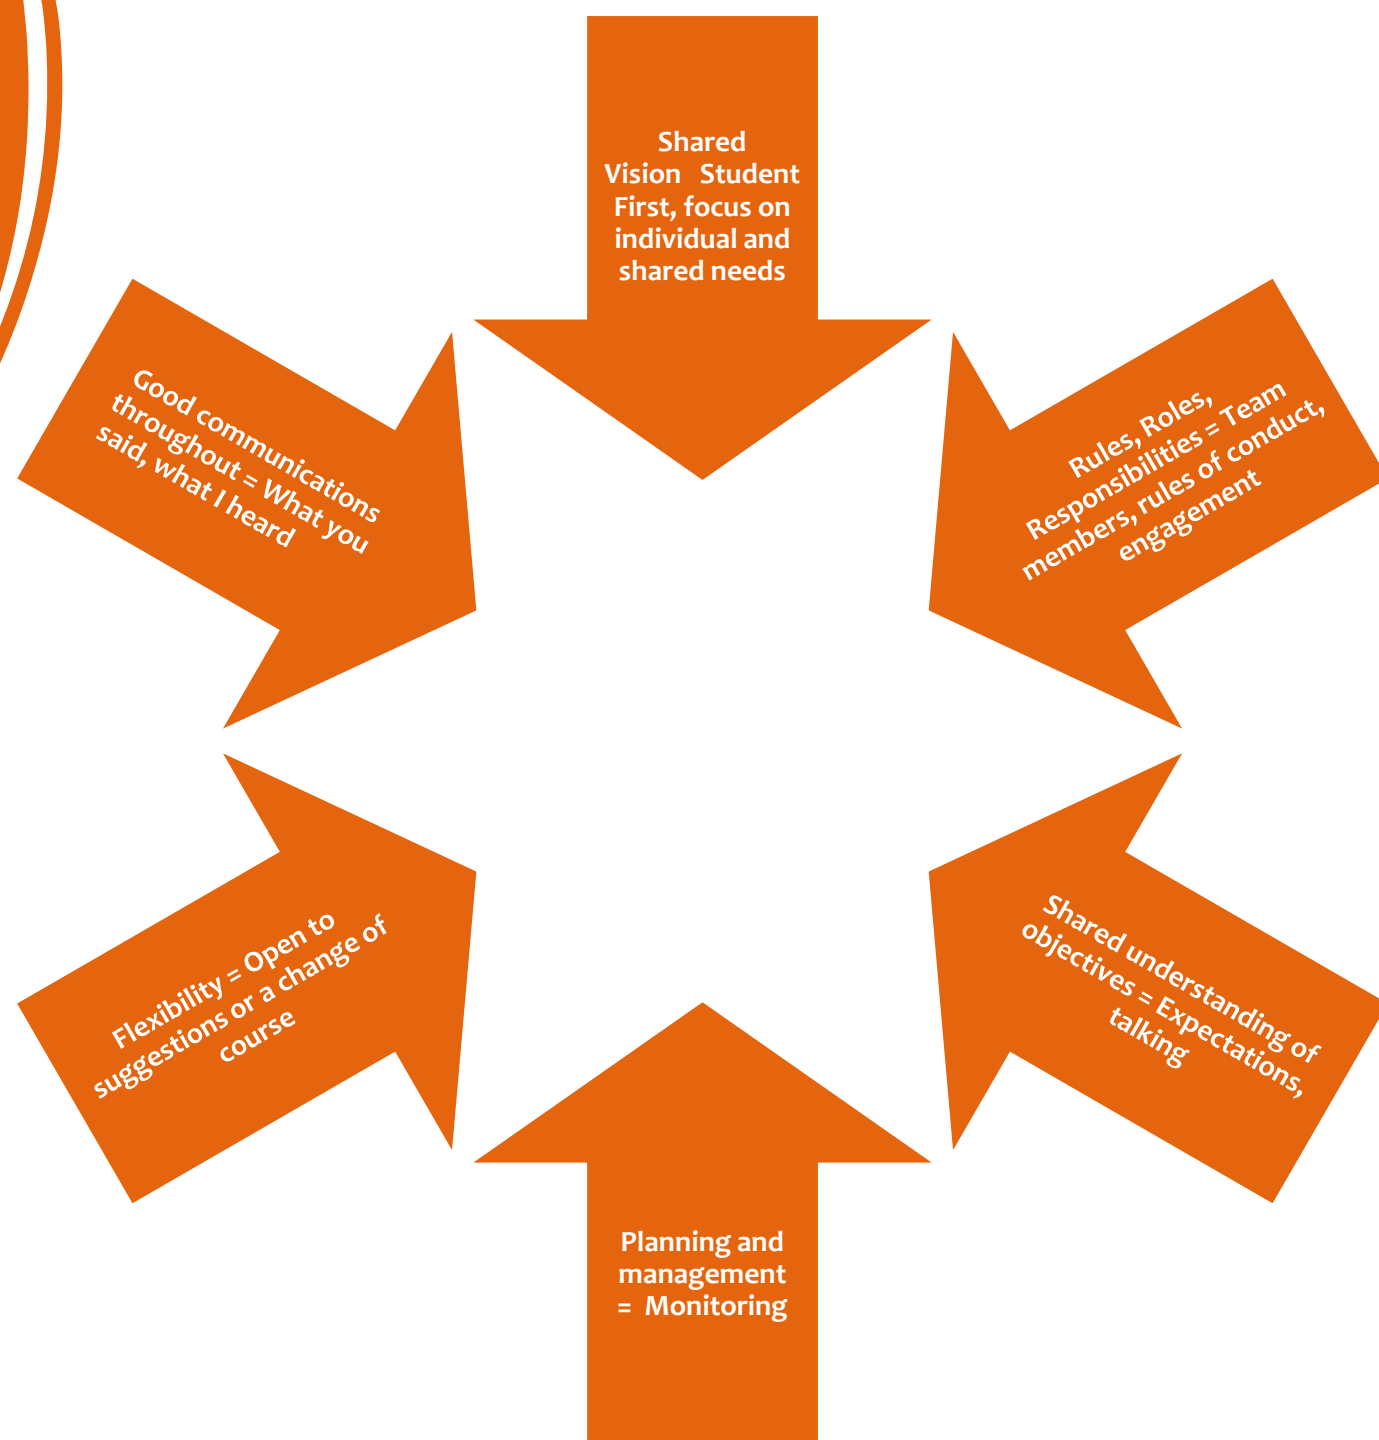 Shared
Vision   Student
First, focus on
individual and
shared needs
Rules, Roles,
Responsibilities = Team
members, rules of conduct,
engagement
Shared understanding of
objectives = Expectations,
talking
Planning and
management
=  Monitoring
Flexibility = Open to
suggestions or a change of
course
Good communications
throughout = What you
said, what I heard